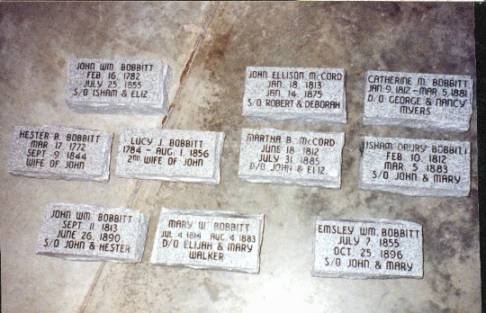 JOHN WM. BOBBITT
FEB. 16, 1782
JULY 25, 1855
S/O ISHAM & ELIZ.
JOHN ELLISON McCORD
JAN. 18, 1813
JAN. 14, 1875
S/O ROBERT & DEBORAH
CATHERINE M. BOBBITT
JAN. 9, 1812 - MAR. 5, 1881
D/O GEORGE & NANCY
MYERS
HESTER B. BOBBITT
MAR. 17, 1772
SEPT. 9, 1844
WIFE OF JOHN
LUCY J. BOBBITT
1784 - AUG. 1, 1856
2ND WIFE OF JOHN
MARTHA B. McCORD
JUNE 18, 1812
JULY 31, 1885
D/O JOHN & ELIZ.
ISHAM DRURY BOBBITT
FEB. 10, 1812
MAR. 5, 1883
S/O JOHN & MARY
JOHN WM. BOBBITT
SEPT. 11, 1813
JUNE 26, 1890
S/O JOHN & HESTER
MARY W. BOBBITT
JUL. 4, 1814 AUG. 4, 1883
D/O ELIJAH & MARY
WALKER
EMSLEY WM. BOBBITT
JULY 7, 1855
OCT. 25, 1896
S/O JOHN & MARY